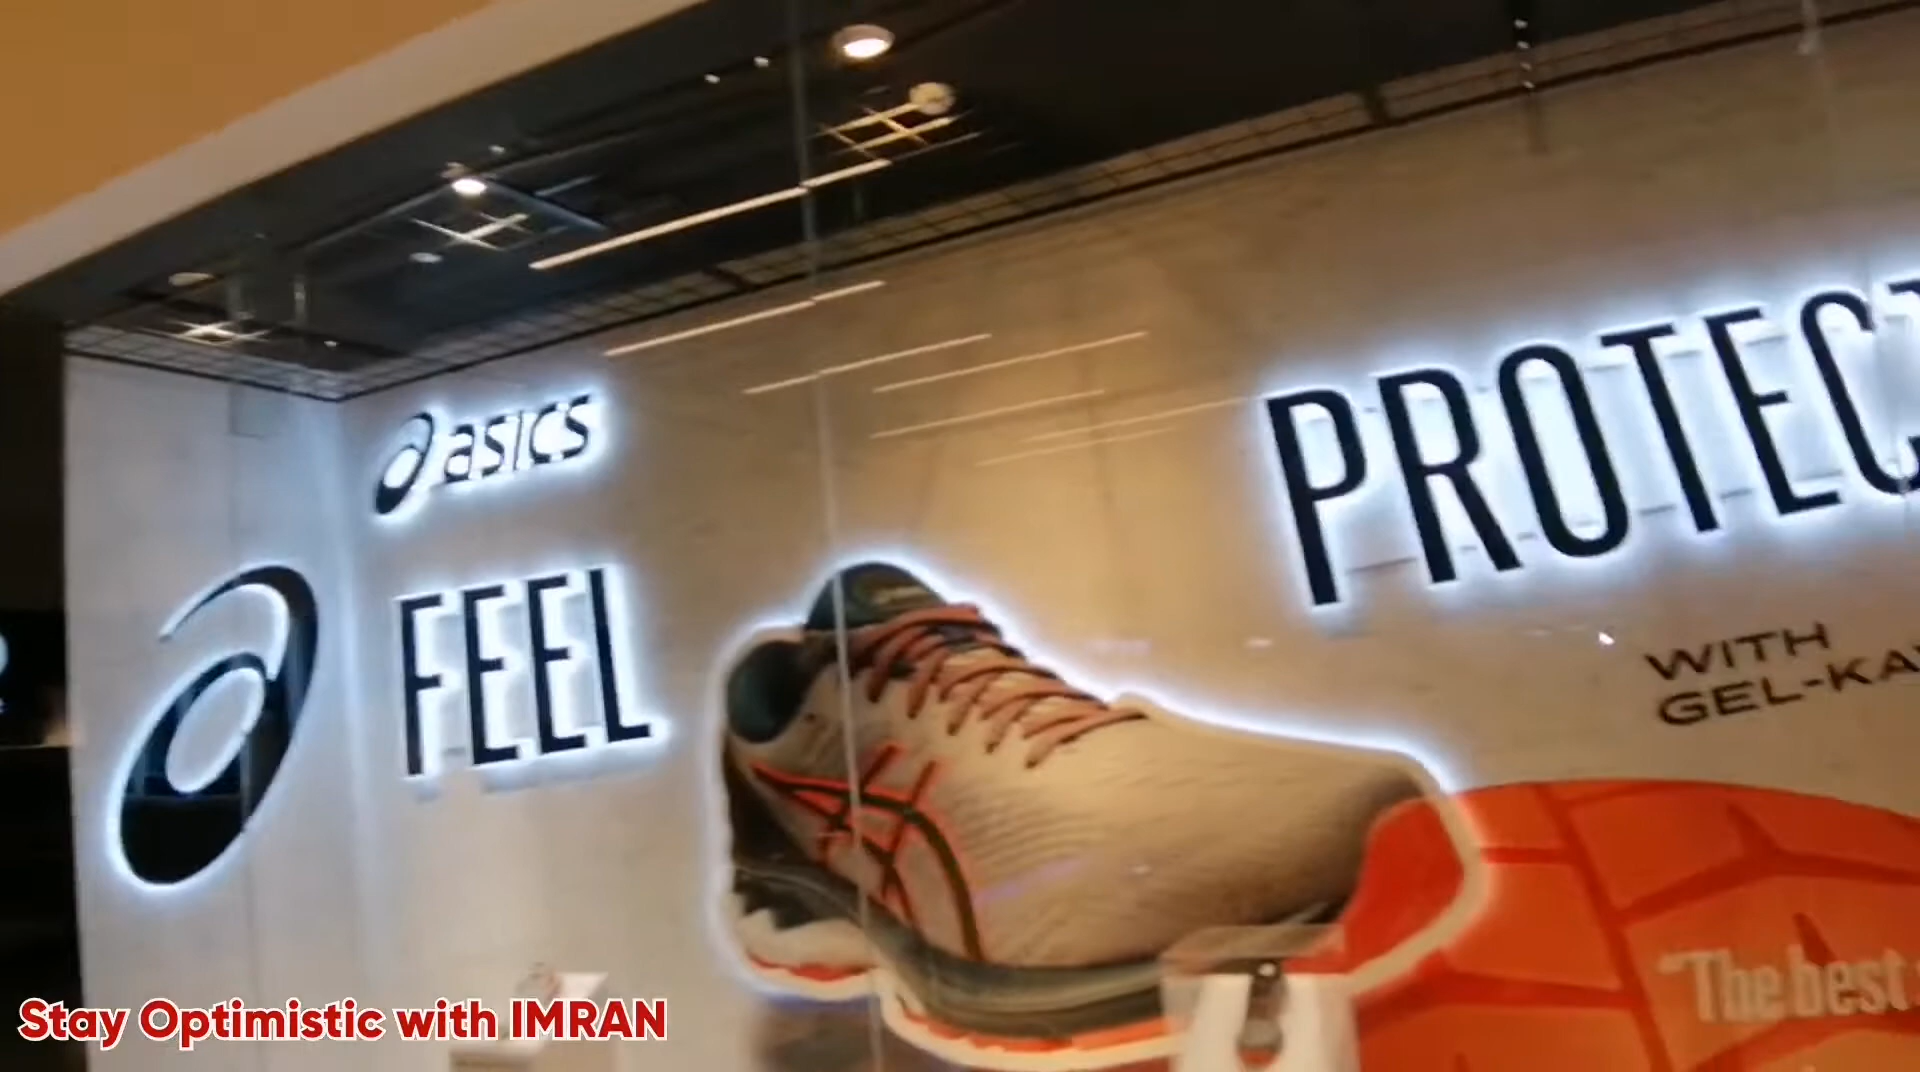 asics
FEEL
PROTEC
WITH
GEL-KA
"The best
Stay Optimistic with IMRAN